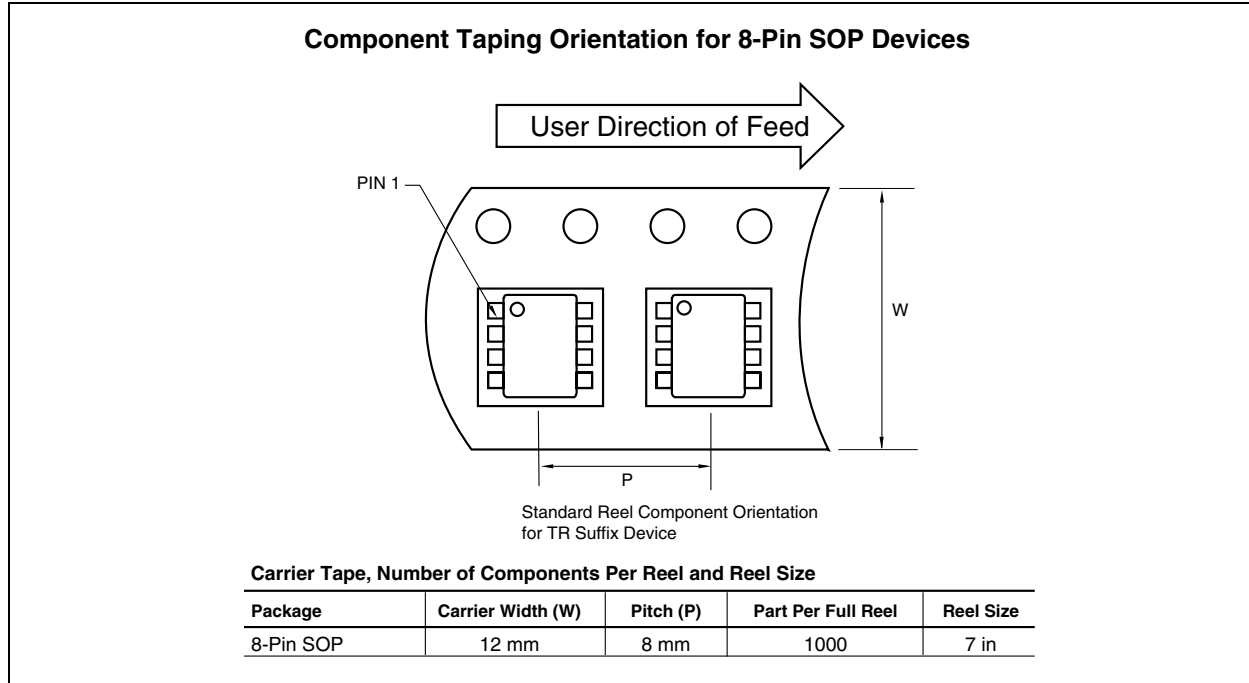 Component Taping Orientation for 8-Pin SOP Devices
User Direction of Feed
PIN 1
W
P
Standard Reel Component Orientation
for TR Suffix Device
Carrier Tape, Number of Components Per Reel and Reel Size
Package Carrier Width (W) Pitch (P) Part Per Full Reel Reel Size
8-Pin SOP 12 mm 8 mm 1000 7 in